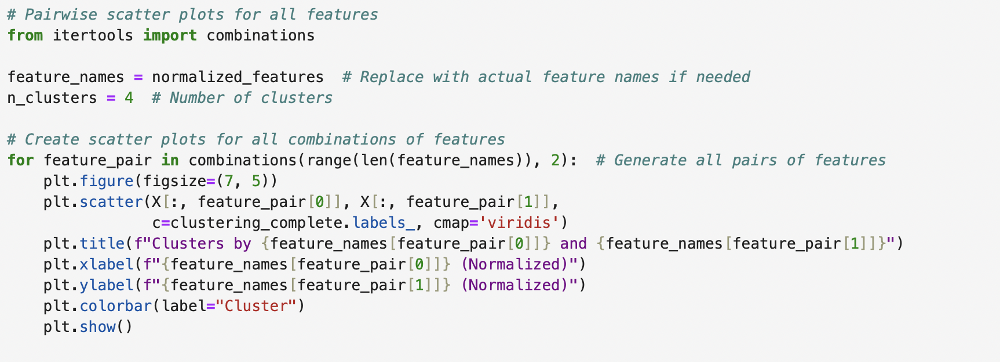 # Pairwise scatter plots for all features
from itertools import combinations

feature_names = normalized_features  # Replace with actual feature names if needed
n_clusters = 4  # Number of clusters

# Create scatter plots for all combinations of features
for feature_pair in combinations(range(len(feature_names)), 2):  # Generate all pairs of features
    plt.figure(figsize=(7, 5))
    plt.scatter(X[:, feature_pair[0]], X[:, feature_pair[1]],
                c=clustering_complete.labels_, cmap='viridis')
    plt.title(f"Clusters by {feature_names[feature_pair[0]]} and {feature_names[feature_pair[1]]}")
    plt.xlabel(f"{feature_names[feature_pair[0]]} (Normalized)")
    plt.ylabel(f"{feature_names[feature_pair[1]]} (Normalized)")
    plt.colorbar(label="Cluster")
    plt.show()